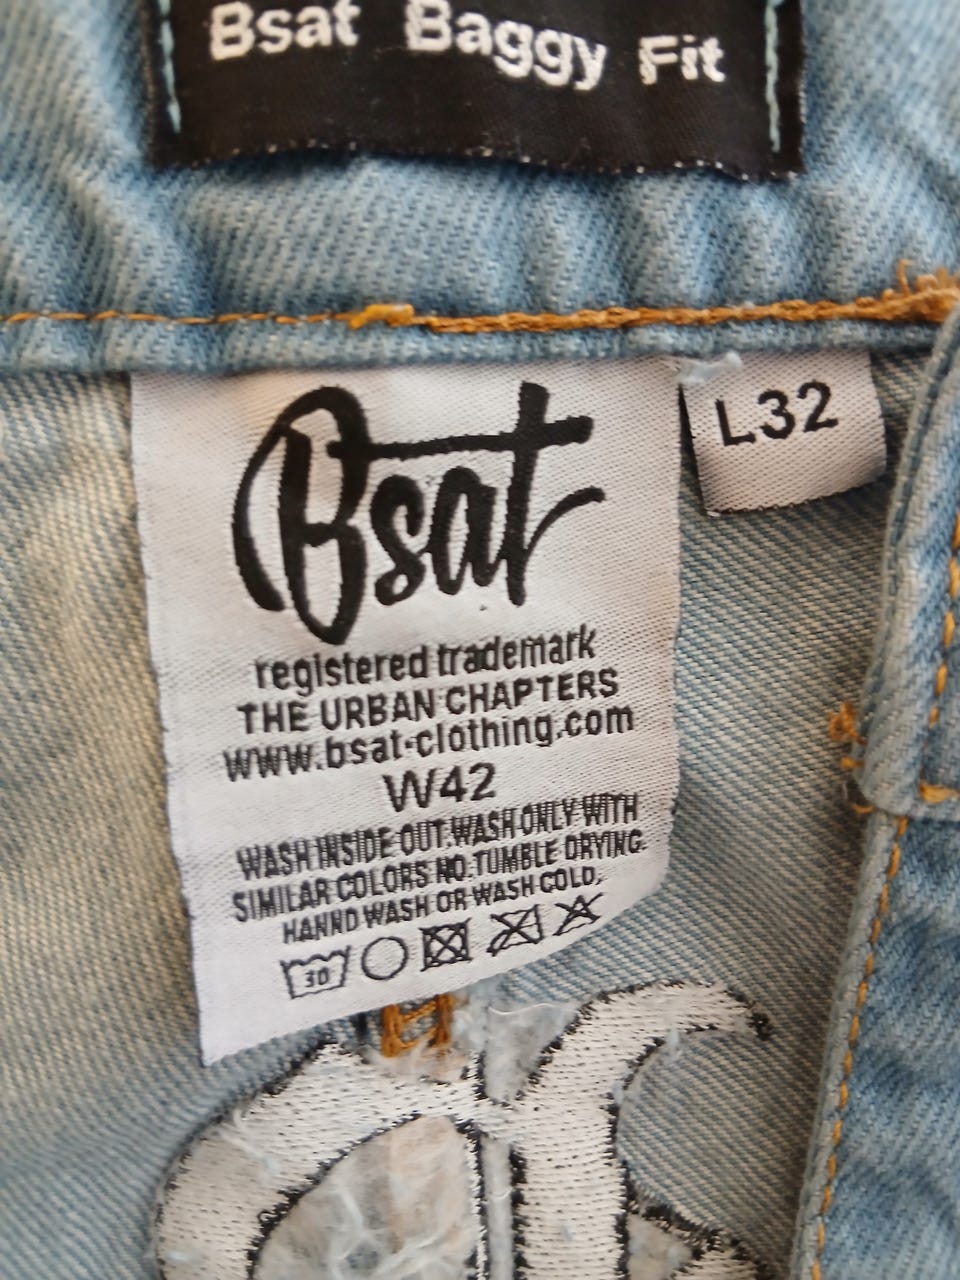 Bsat Baggy Fit
Bsat
L32
registered trademark
THE URBAN CHAPTERS
www.bsat-clothing.com
W42
WASH INSIDE OUT.WASH ONLY WITH
SIMILAR COLORS NO.TUMBLE DRYING.
HANND WASH OR WASH COLD.
30